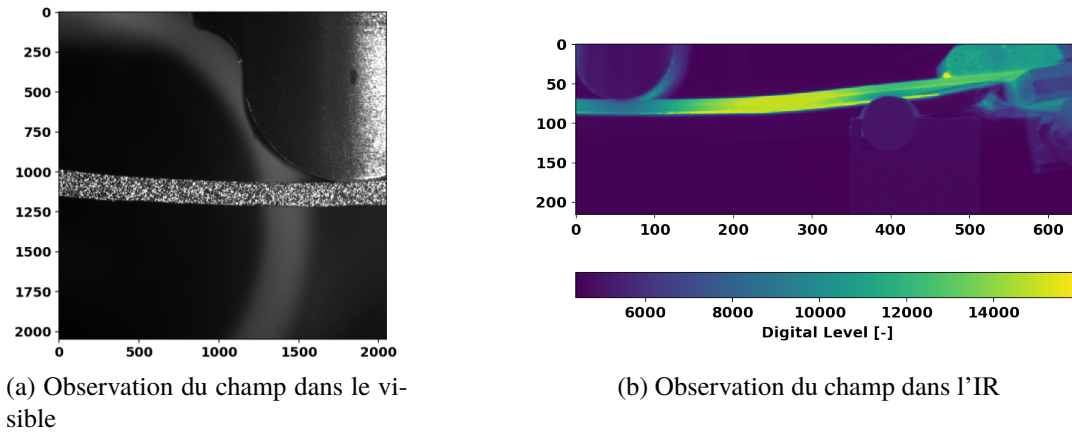 0
250
500
750
1000
1250
1500
1750
2000
0 500 1000 1500 2000
(a) Observation du champ dans le vi-
sible
0
50
100
150
200
0 100 200 300 400 500 600
6000 8000 10000 12000 14000
Digital Level [-]
(b) Observation du champ dans l'IR